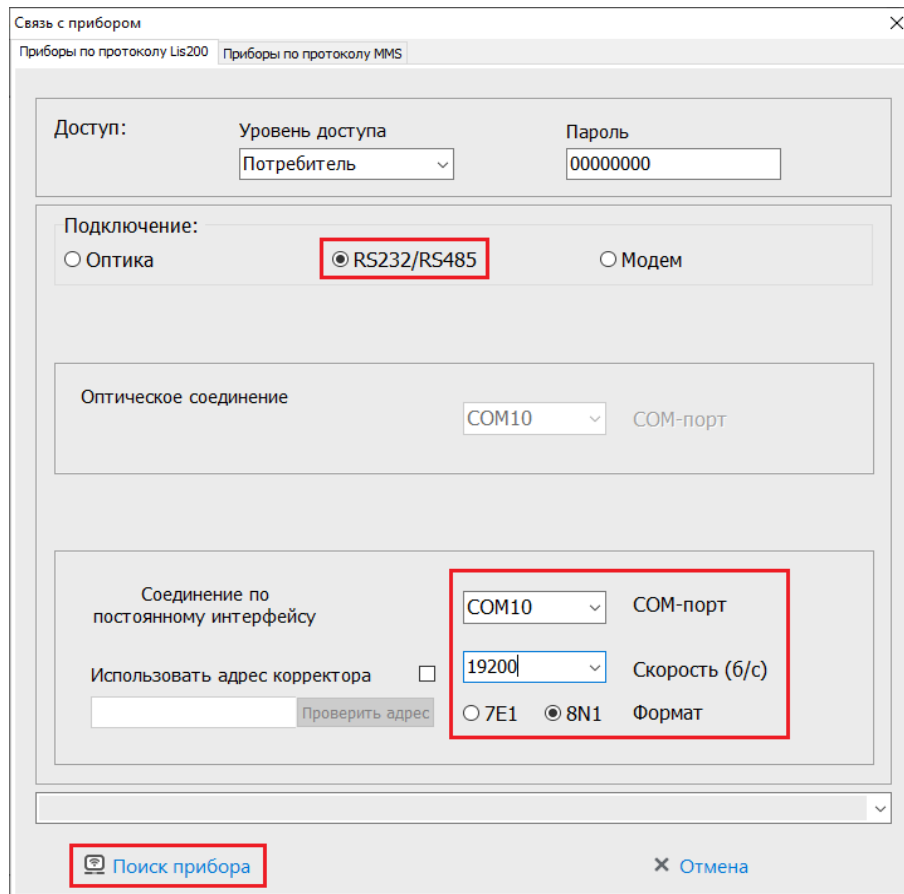 Связь с прибором
Приборы по протоколу Lis200 Приборы по протоколу MMS
Доступ: Уровень доступа Пароль
Потребитель 00000000
Подключение:
Оптика RS232/RS485 Модем
Оптическое соединение
COM10 COM-порт
Соединение по
постоянному интерфейсу
COM10 COM-порт
Использовать адрес корректора 19200 Скорость (б/с)
Проверить адрес 7E1 8N1 Формат
Поиск прибора Отмена